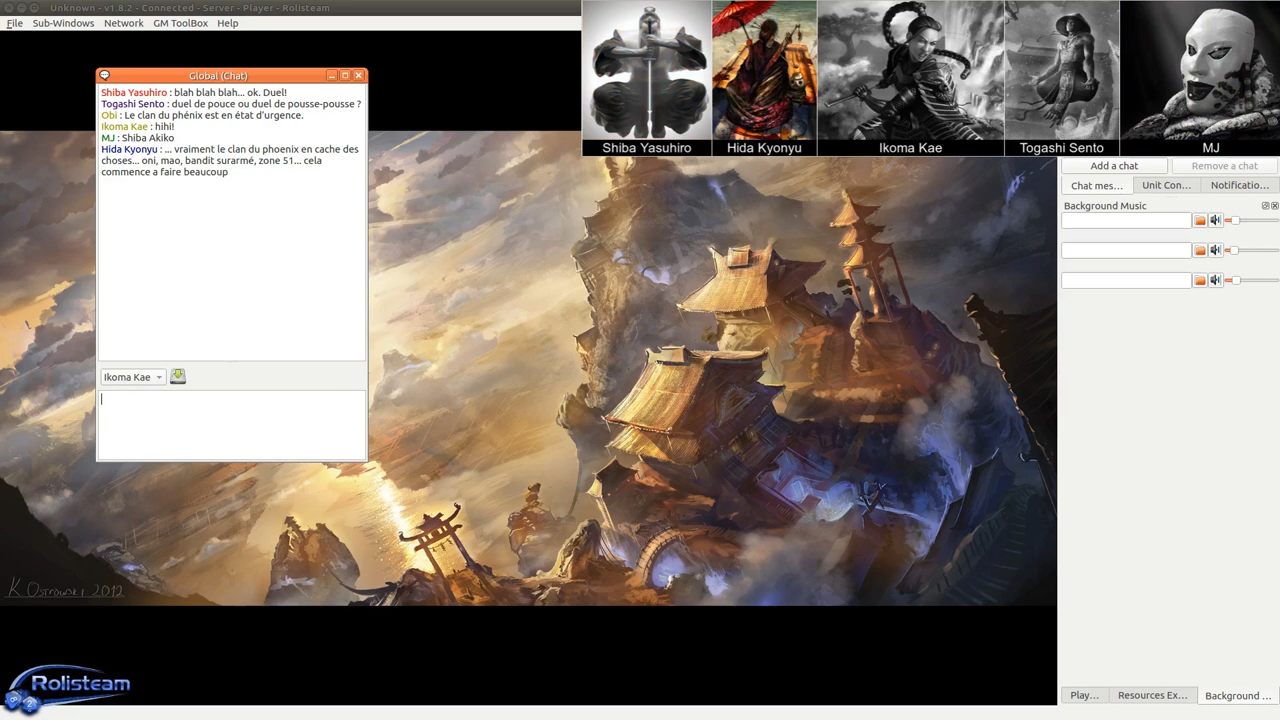 Unknown - v1.8.2 - Connected - Server - Player - Rolisteam
File Sub-Windows Network GM ToolBox Help
Shiba Yasuhiro Hida Kyonyu Ikoma Kae Togashi Sento MJ
Global (Chat)
Shiba Yasuhiro : blah blah blah... ok. Duel!
Togashi Sento : duel de pouce ou duel de pousse-pousse ?
Obi : Le clan du phénix est en état d'urgence.
Ikoma Kae : hihi!
MJ : Shiba Akiko
Hida Kyonyu : ... vraiment le clan du phoenix en cache des
choses... oni, mao, bandit surarmé, zone 51... cela
commence a faire beaucoup
Ikoma Kae
Add a chat Remove a chat
Chat mes... Unit Con... Notificatio...
Background Music
K Ostrowski 2012
Rolisteam
Play... Resources Ex... Background ...